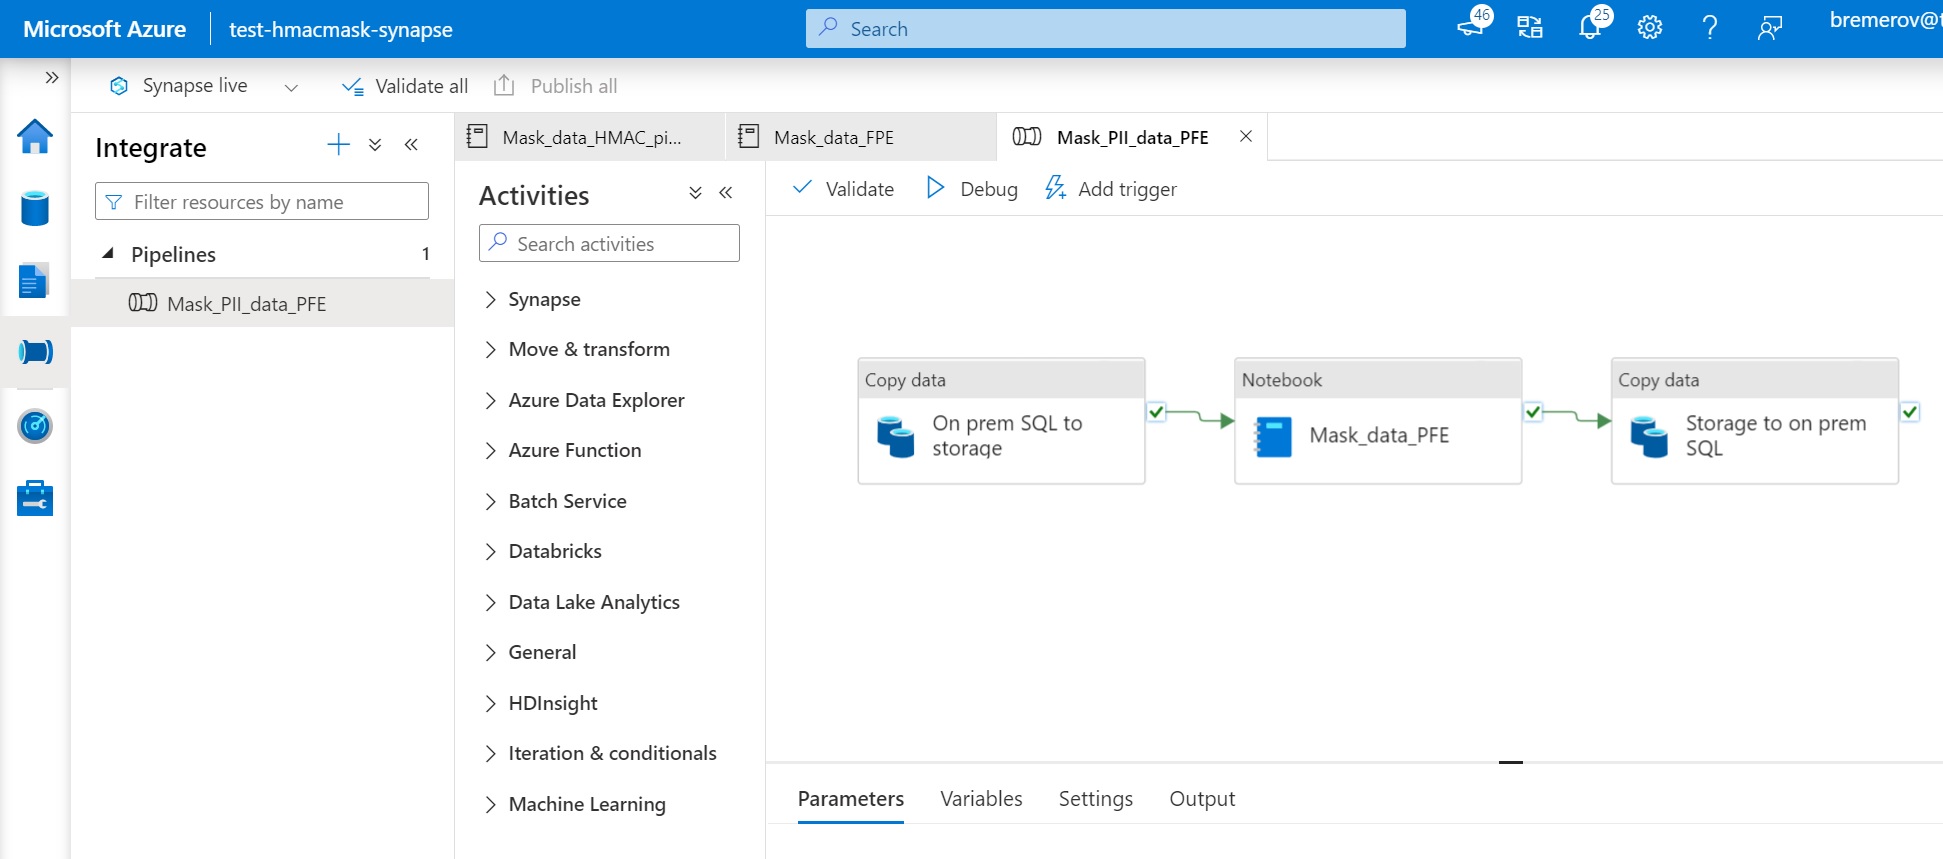 Microsoft Azure
test-hmacmask-synapse
Search
46
25
bremerov@
Synapse live
Validate all
Publish all
Integrate
Filter resources by name
Pipelines
1
Mask_PII_data_PFE
Mask_data_HMAC_pi...
Mask_data_FPE
Mask_PII_data_PFE
Activities
Search activities
Synapse
Move & transform
Azure Data Explorer
Azure Function
Batch Service
Databricks
Data Lake Analytics
General
HDInsight
Iteration & conditionals
Machine Learning
Validate
Debug
Add trigger
Copy data
On prem SQL to
storage
Notebook
Mask_data_PFE
Copy data
Storage to on prem
SQL
Parameters
Variables
Settings
Output